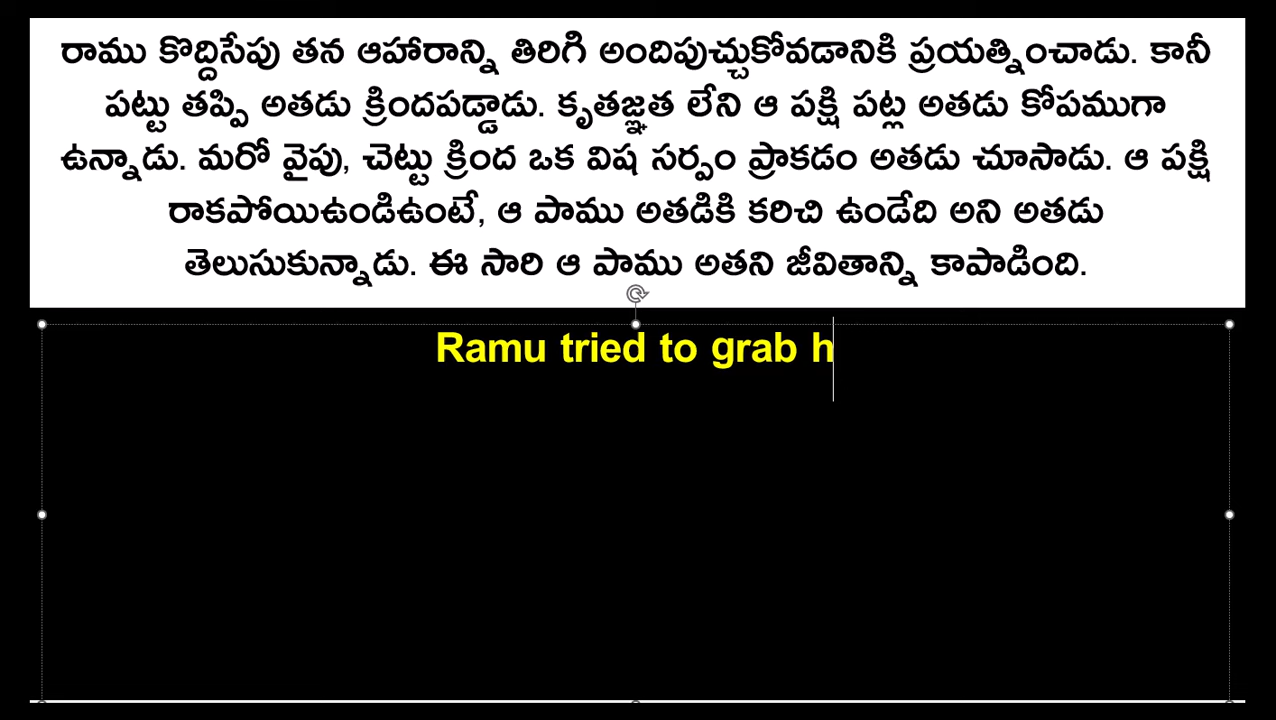 రాము కొద్దిసేపు తన ఆహారాన్ని తిరిగి అందిపుచ్చుకోవడానికి ప్రయత్నించాడు. కానీ
పట్టు తప్పి అతడు క్రిందపడ్డాడు. కృతజ్ఞత లేని ఆ పక్షి పట్ల అతడు కోపముగా
ఉన్నాడు. మరో వైపు, చెట్టు క్రింద ఒక విష సర్పం ప్రాకడం అతడు చూసాడు. ఆ పక్షి
రాకపోయిఉండిఉంటే, ఆ పాము అతడికి కరిచి ఉండేది అని అతడు
తెలుసుకున్నాడు. ఈ సారి ఆ పాము అతని జీవితాన్ని కాపాడింది.
Ramu tried to grab h